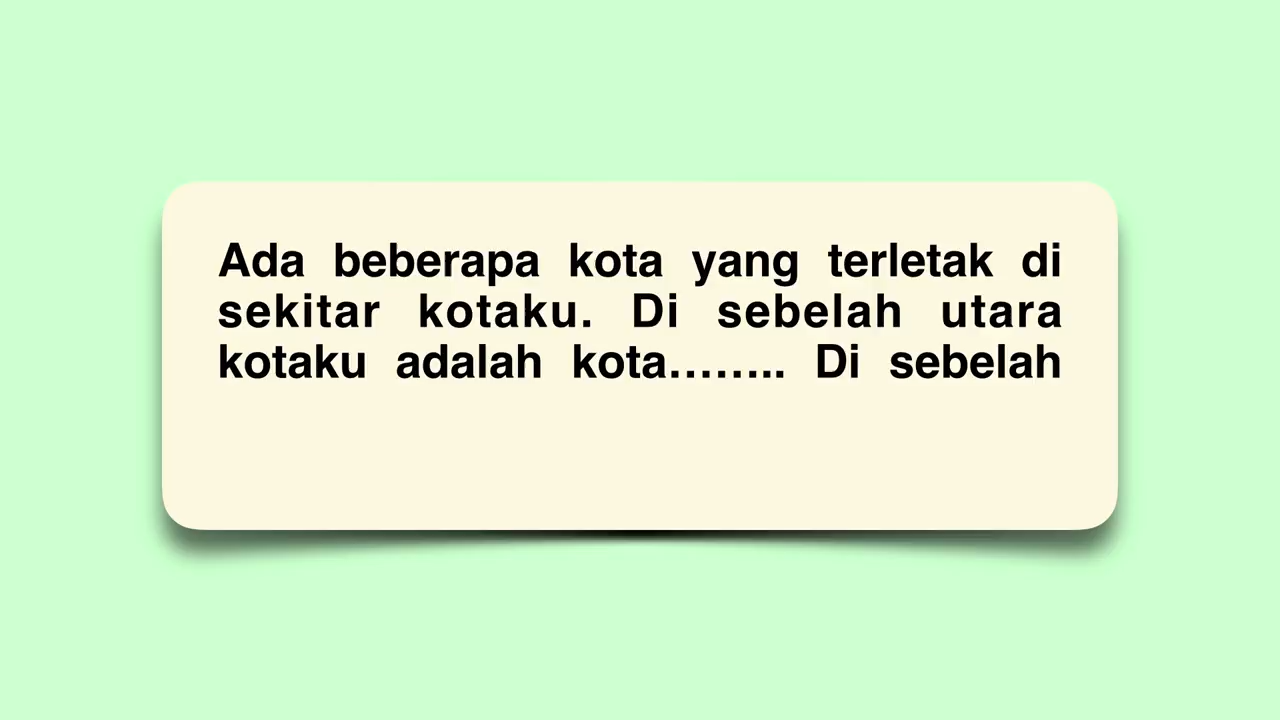 Ada beberapa kota yang terletak di
sekitar kotaku. Di sebelah utara
kotaku adalah kota…….. Di sebelah